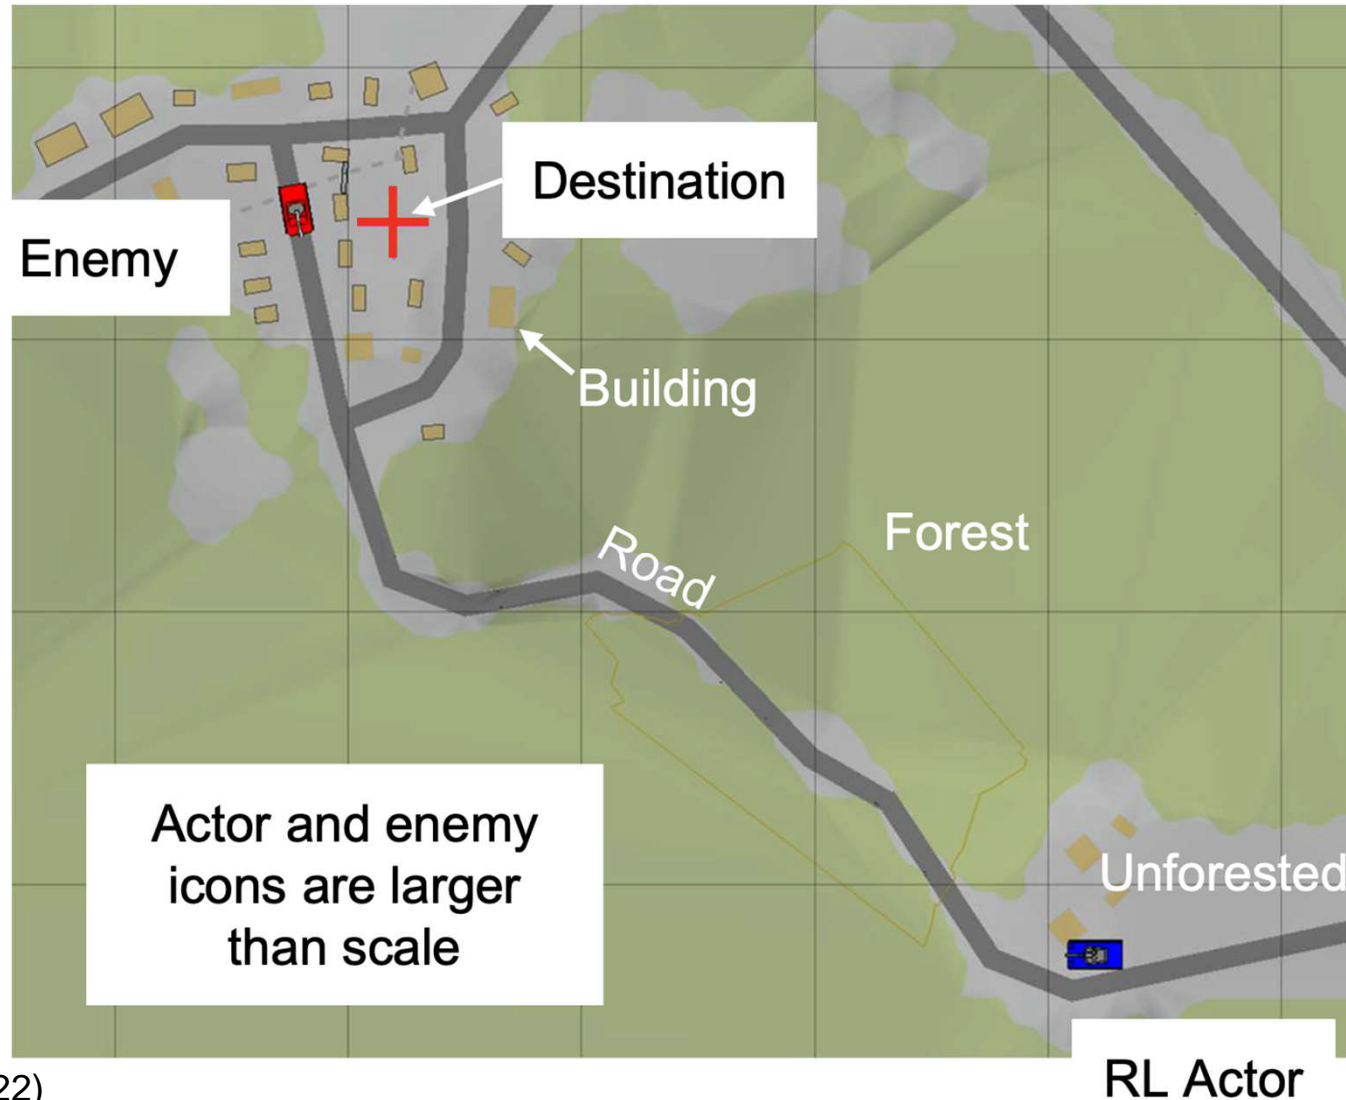 Destination
Enemy
Building
Forest
Road
Actor and enemy
icons are larger
than scale
Unforested
RL Actor
22)